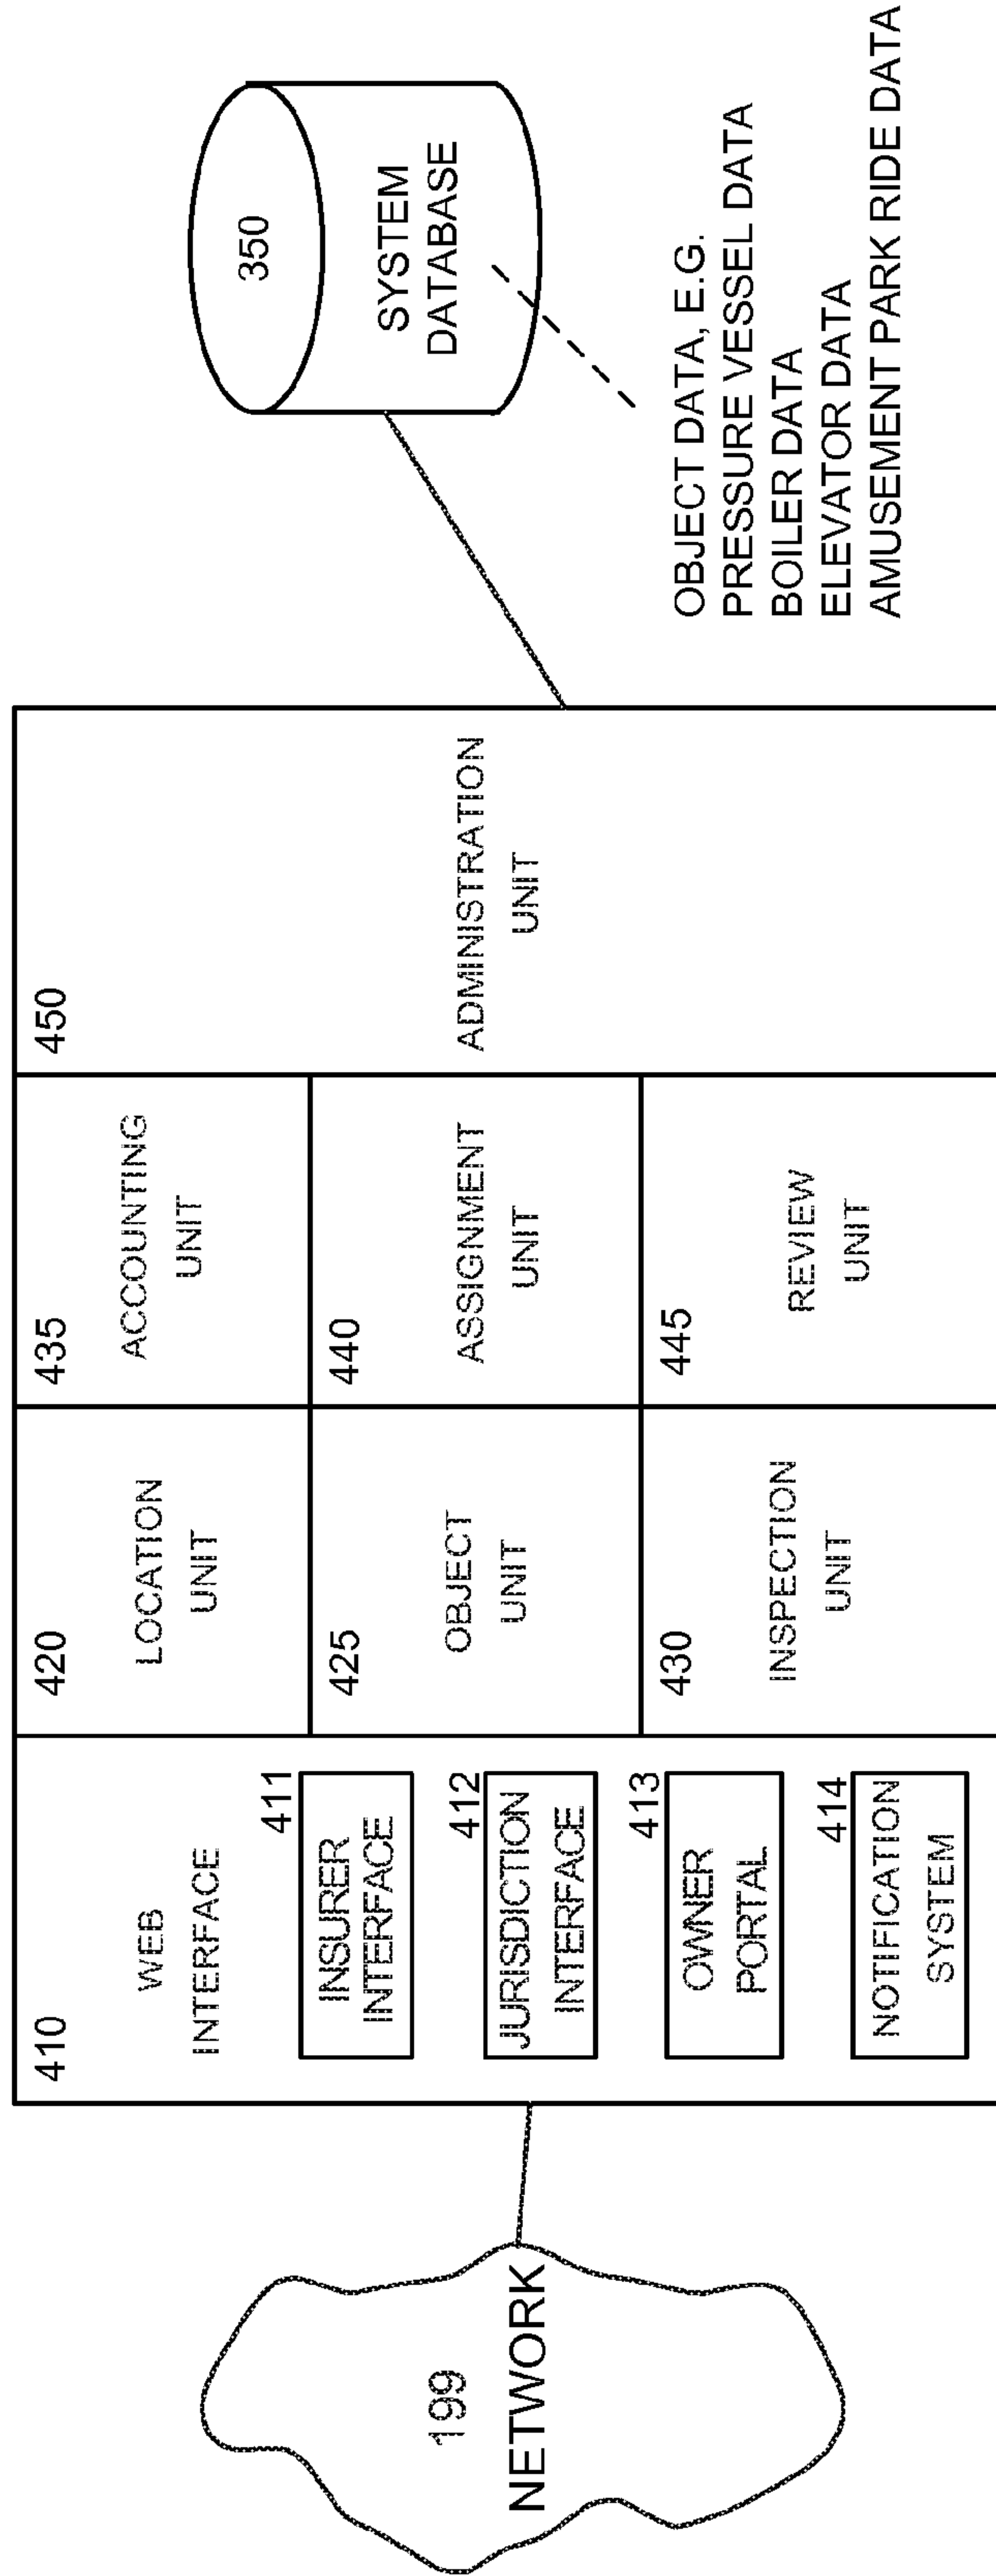 199
NETWORK
410
WEB
INTERFACE
411
INSURER
INTERFACE
412
JURISDICTION
INTERFACE
413
OWNER
PORTAL
414
NOTIFICATION
SYSTEM
420
LOCATION
UNIT
425
OBJECT
UNIT
430
INSPECTION
UNIT
435
ACCOUNTING
UNIT
440
ASSIGNMENT
UNIT
445
REVIEW
UNIT
450
ADMINISTRATION
UNIT
350
SYSTEM
DATABASE
OBJECT DATA, E.G.
PRESSURE VESSEL DATA
BOILER DATA
ELEVATOR DATA
AMUSEMENT PARK RIDE DATA